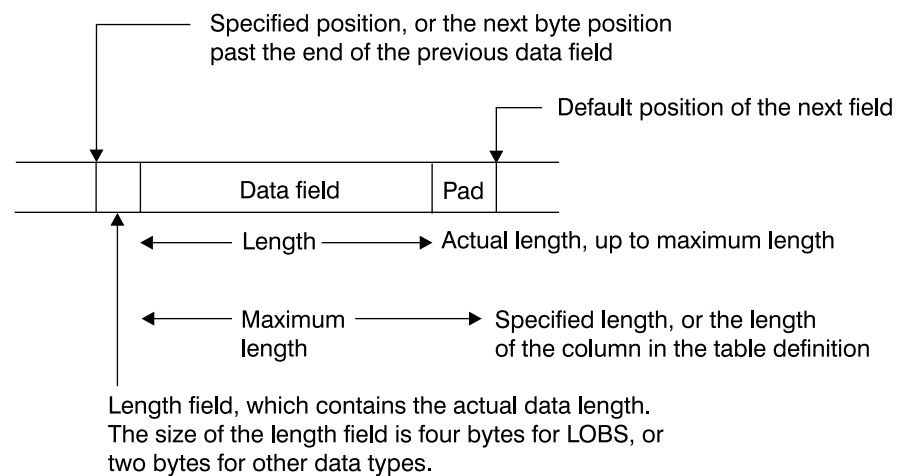 Specified position, or the next byte position
past the end of the previous data field
Default position of the next field
Data field
Pad
Length
Actual length, up to maximum length
Maximum
length
Specified length, or the length
of the column in the table definition
Length field, which contains the actual data length.
The size of the length field is four bytes for LOBS, or
two bytes for other data types.